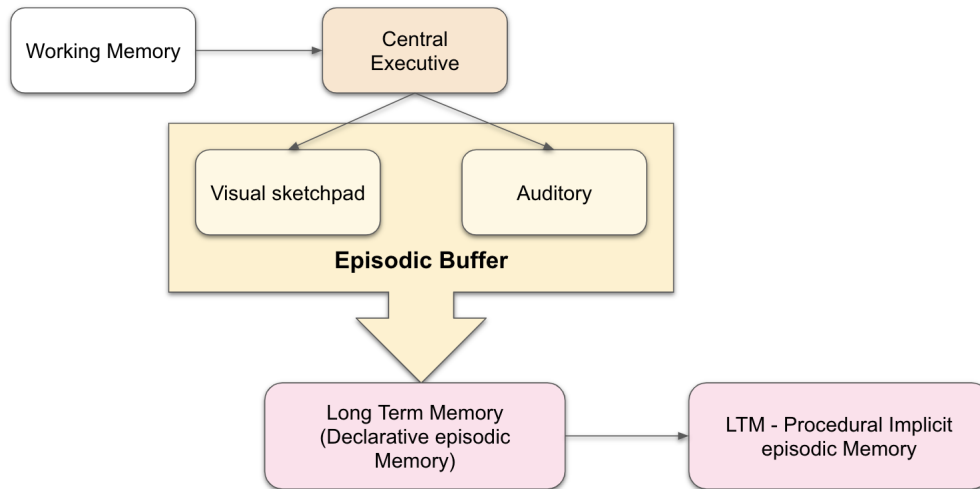 Working Memory
Central
Executive
Visual sketchpad
Auditory
Episodic Buffer
Long Term Memory
(Declarative episodic
Memory)
LTM - Procedural Implicit
episodic Memory